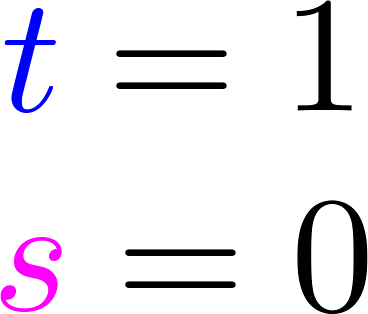 t = 1
s = 0